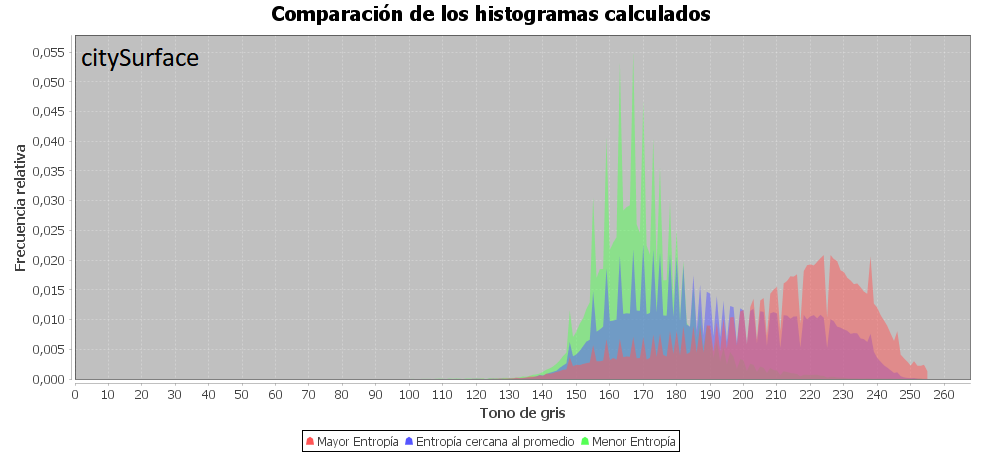 Comparación de los histogramas calculados
citySurface
Frecuencia relativa
0,055
0,050
0,045
0,040
0,035
0,030
0,025
0,020
0,015
0,010
0,005
0,000
0 10 20 30 40 50 60 70 80 90 100 110 120 130 140 150 160 170 180 190 200 210 220 230 240 250 260
Tono de gris
Mayor Entropía Entropía cercana al promedio Menor Entropía